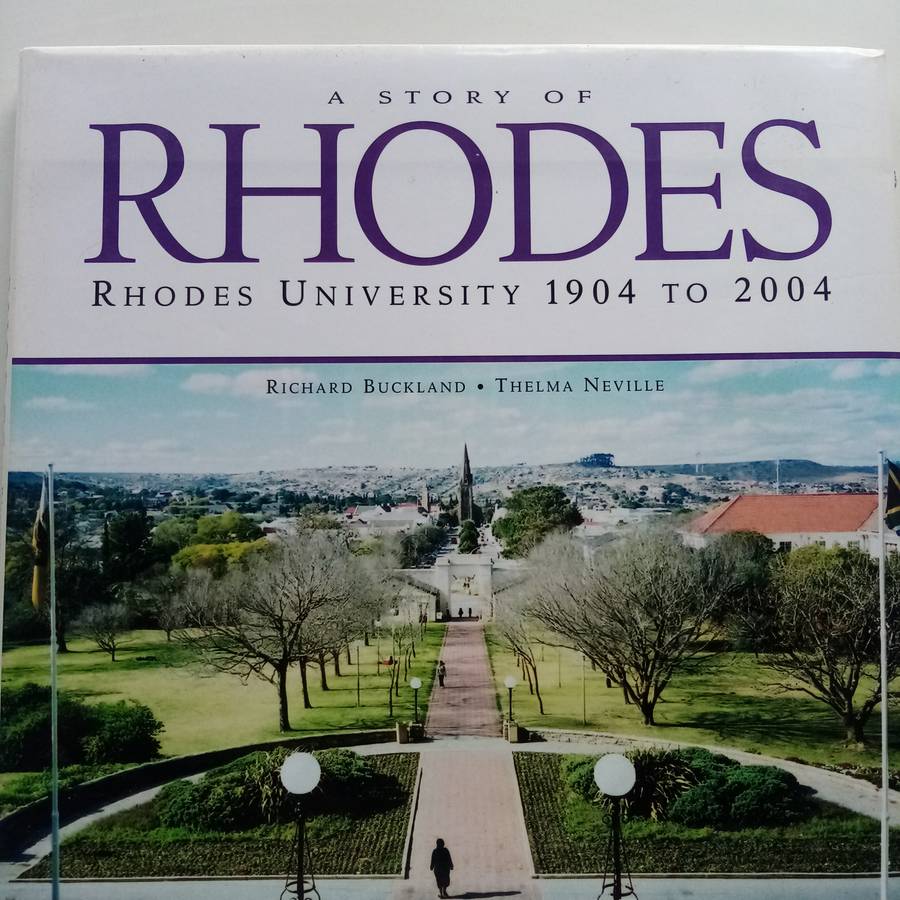 A STORY OF
RHODES
RHODES UNIVERSITY 1904 TO 2004
RICHARD BUCKLAND • THELMA NEVILLE